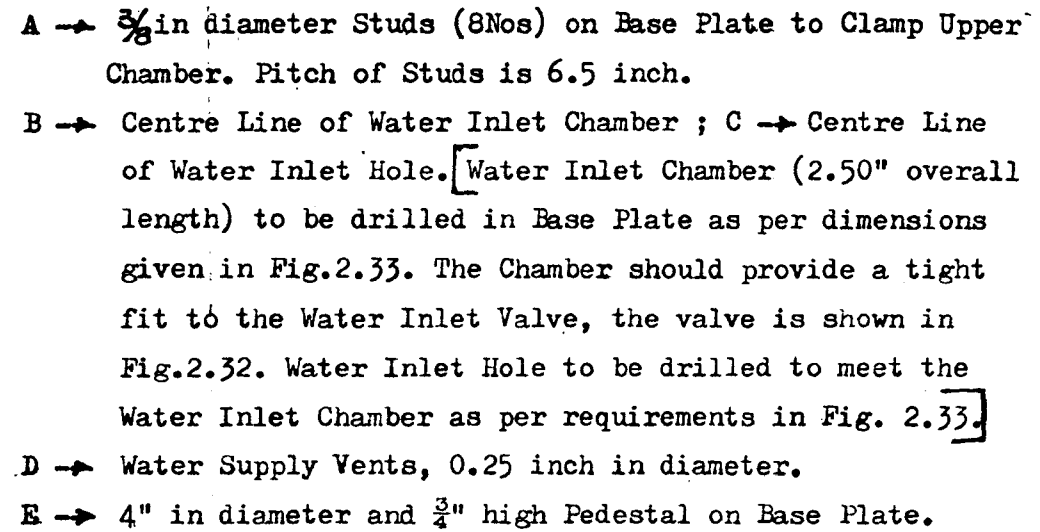 A → 3/8in diameter Studs (8Nos) on Base Plate to Clamp Upper
Chamber. Pitch of Studs is 6.5 inch.
B → Centre Line of Water Inlet Chamber ; C → Centre Line
of Water Inlet Hole.[Water Inlet Chamber (2.50" overall
length) to be drilled in Base Plate as per dimensions
given in Fig.2.33. The Chamber should provide a tight
fit to the Water Inlet Valve, the valve is shown in
Fig.2.32. Water Inlet Hole to be drilled to meet the
Water Inlet Chamber as per requirements in Fig. 2.33.]
D → Water Supply Vents, 0.25 inch in diameter.
E → 4" in diameter and ¾" high Pedestal on Base Plate.